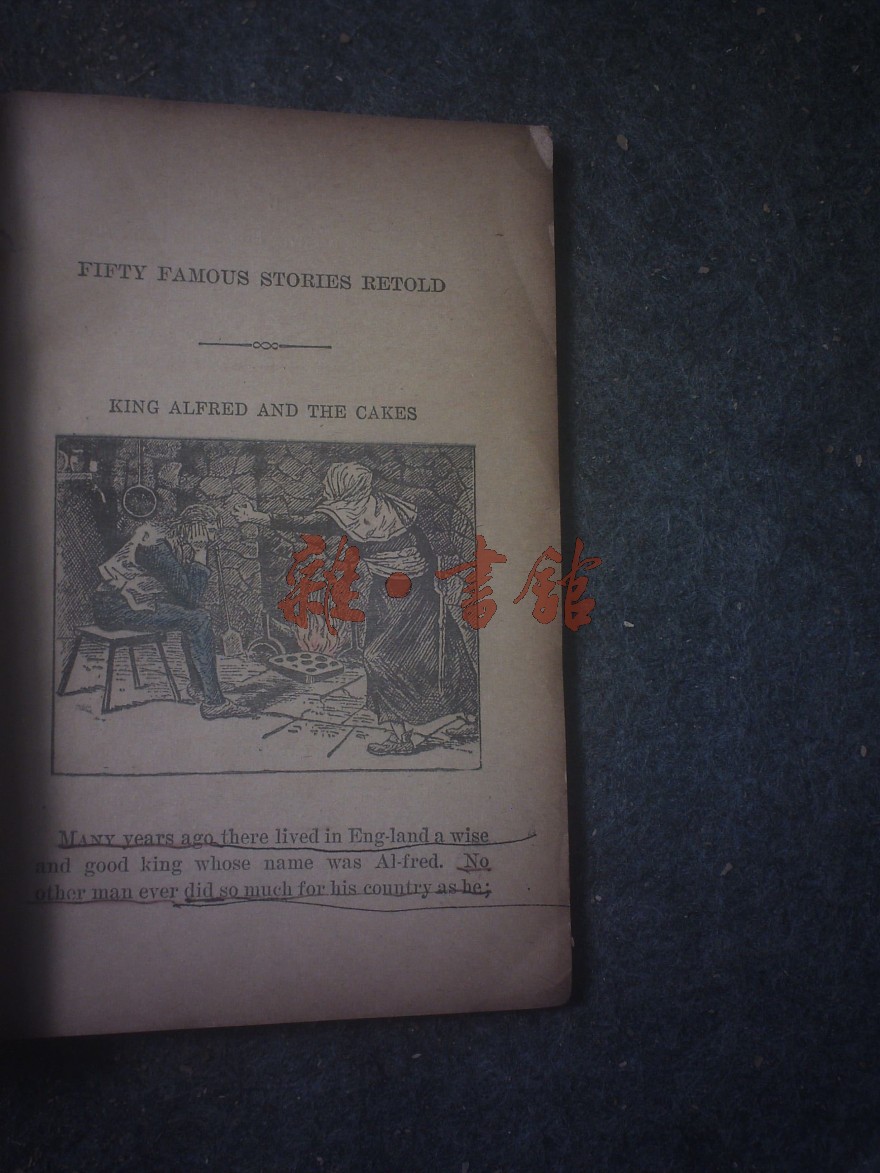 FIFTY FAMOUS STORIES RETOLD
KING ALFRED AND THE CAKES
雜·書館
MANY years ago there lived in Eng-land a wise
and good king whose name was Al-fred. No
other man ever did so much for his country as he;